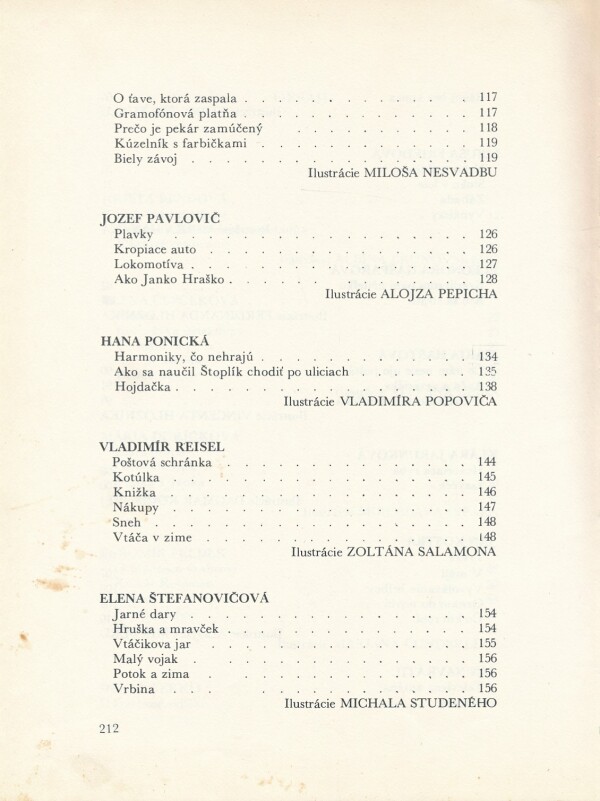 O ťave, ktorá zaspala . . . . . . . . . . . 117
Gramofónová platňa . . . . . . . . . . . 117
Prečo je pekár zamúčený . . . . . . . . . 118
Kúzelník s farbičkami . . . . . . . . . . . 119
Biely závoj . . . . . . . . . . . . . . 119
Ilustrácie MILOŠA NESVADBU
JOZEF PAVLOVIČ
Plavky . . . . . . . . . . . . . . . 126
Kropiace auto . . . . . . . . . . . . . 126
Lokomotíva . . . . . . . . . . . . . . 127
Ako Janko Hraško . . . . . . . . . . . 128
Ilustrácie ALOJZA PEPICHA
HANA PONICKÁ
Harmoniky, čo nehrajú . . . . . . . . . . 134
Ako sa naučil Štoplík chodiť po uliciach . . . . . . 135
Hojdačka . . . . . . . . . . . . . . 138
Ilustrácie VLADIMÍRA POPOVIČA
VLADIMÍR REISEL
Poštová schránka . . . . . . . . . . . . 144
Kotúlka . . . . . . . . . . . . . . 145
Knižka . . . . . . . . . . . . . . 146
Nákupy . . . . . . . . . . . . . . 147
Sneh . . . . . . . . . . . . . . . 148
Vtáča v zime . . . . . . . . . . . . . 148
Ilustrácie ZOLTÁNA SALAMONA
ELENA ŠTEFANOVIČOVÁ
Jarné dary . . . . . . . . . . . . . 154
Hruška a mravček . . . . . . . . . . . . 154
Vtáčikova jar . . . . . . . . . . . . . 155
Malý vojak . . . . . . . . . . . . . 156
Potok a zima . . . . . . . . . . . . 156
Vrbina . . . . . . . . . . . . . . 156
Ilustrácie MICHALA STUDENÉHO
212